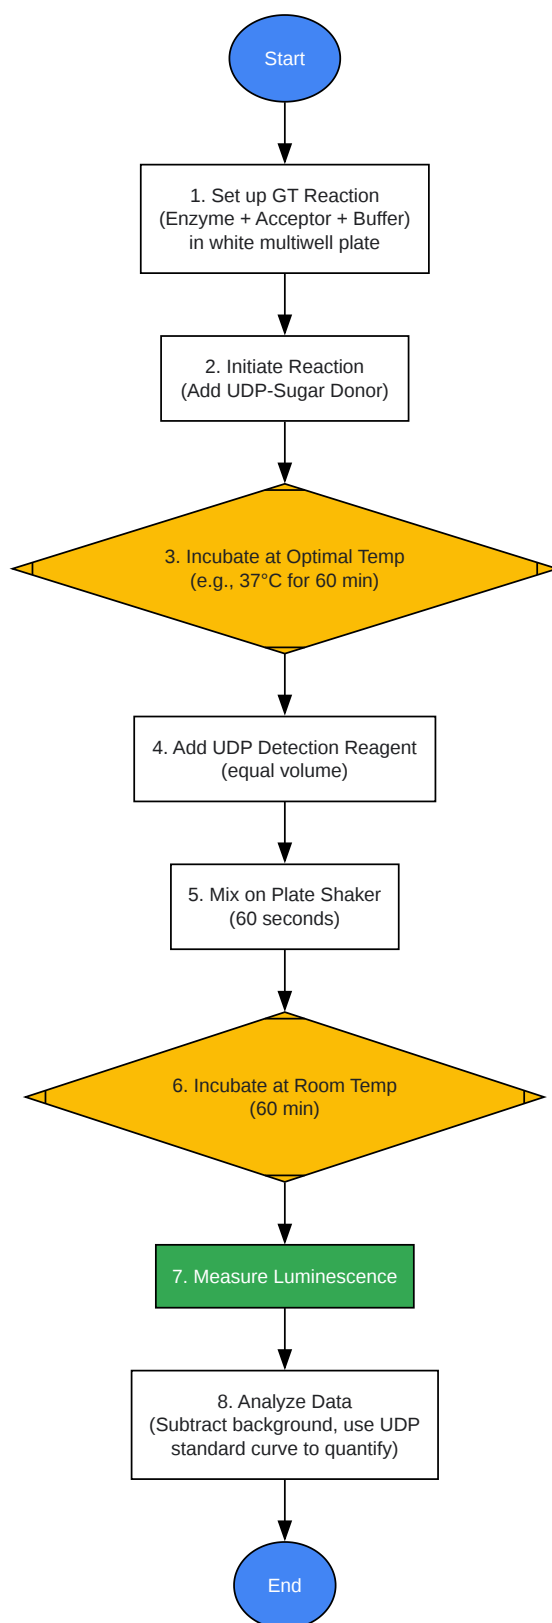 Start
1. Set up GT Reaction
(Enzyme + Acceptor + Buffer)
in white multiwell plate
2. Initiate Reaction
(Add UDP-Sugar Donor)
3. Incubate at Optimal Temp
(e.g., 37°C for 60 min)
4. Add UDP Detection Reagent
(equal volume)
5. Mix on Plate Shaker
(60 seconds)
6. Incubate at Room Temp
(60 min)
7. Measure Luminescence
8. Analyze Data
(Subtract background, use UDP
standard curve to quantify)
End